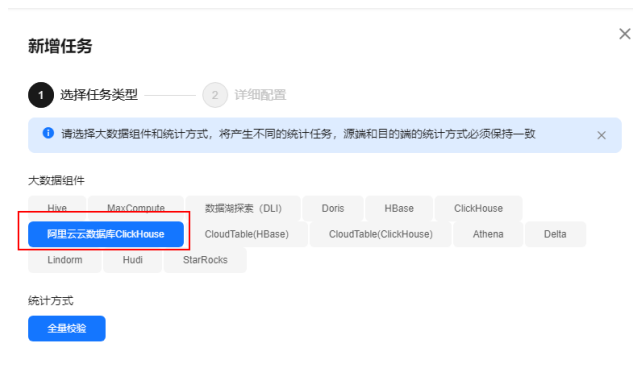 新增任务
1 选择任务类型 2 详细配置
请选择大数据组件和统计方式，将产生不同的统计任务，源端和目的端的统计方式必须保持一致
大数据组件
Hive MaxCompute 数据湖探索（DLI） Doris HBase ClickHouse
阿里云云数据库ClickHouse CloudTable(HBase) CloudTable(ClickHouse) Athena Delta
Lindorm Hudi StarRocks
统计方式
全量校验